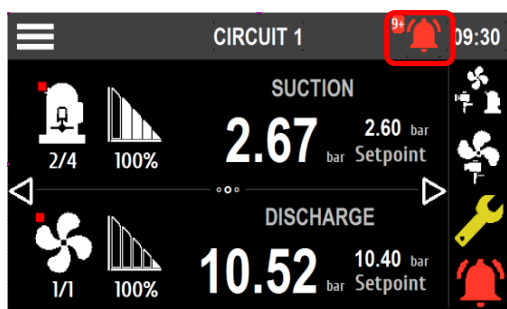 CIRCUIT 1
9+
09:30
SUCTION
2/4
100%
2.67 bar
2.60 bar
Setpoint
DISCHARGE
1/1
100%
10.52 bar
10.40 bar
Setpoint